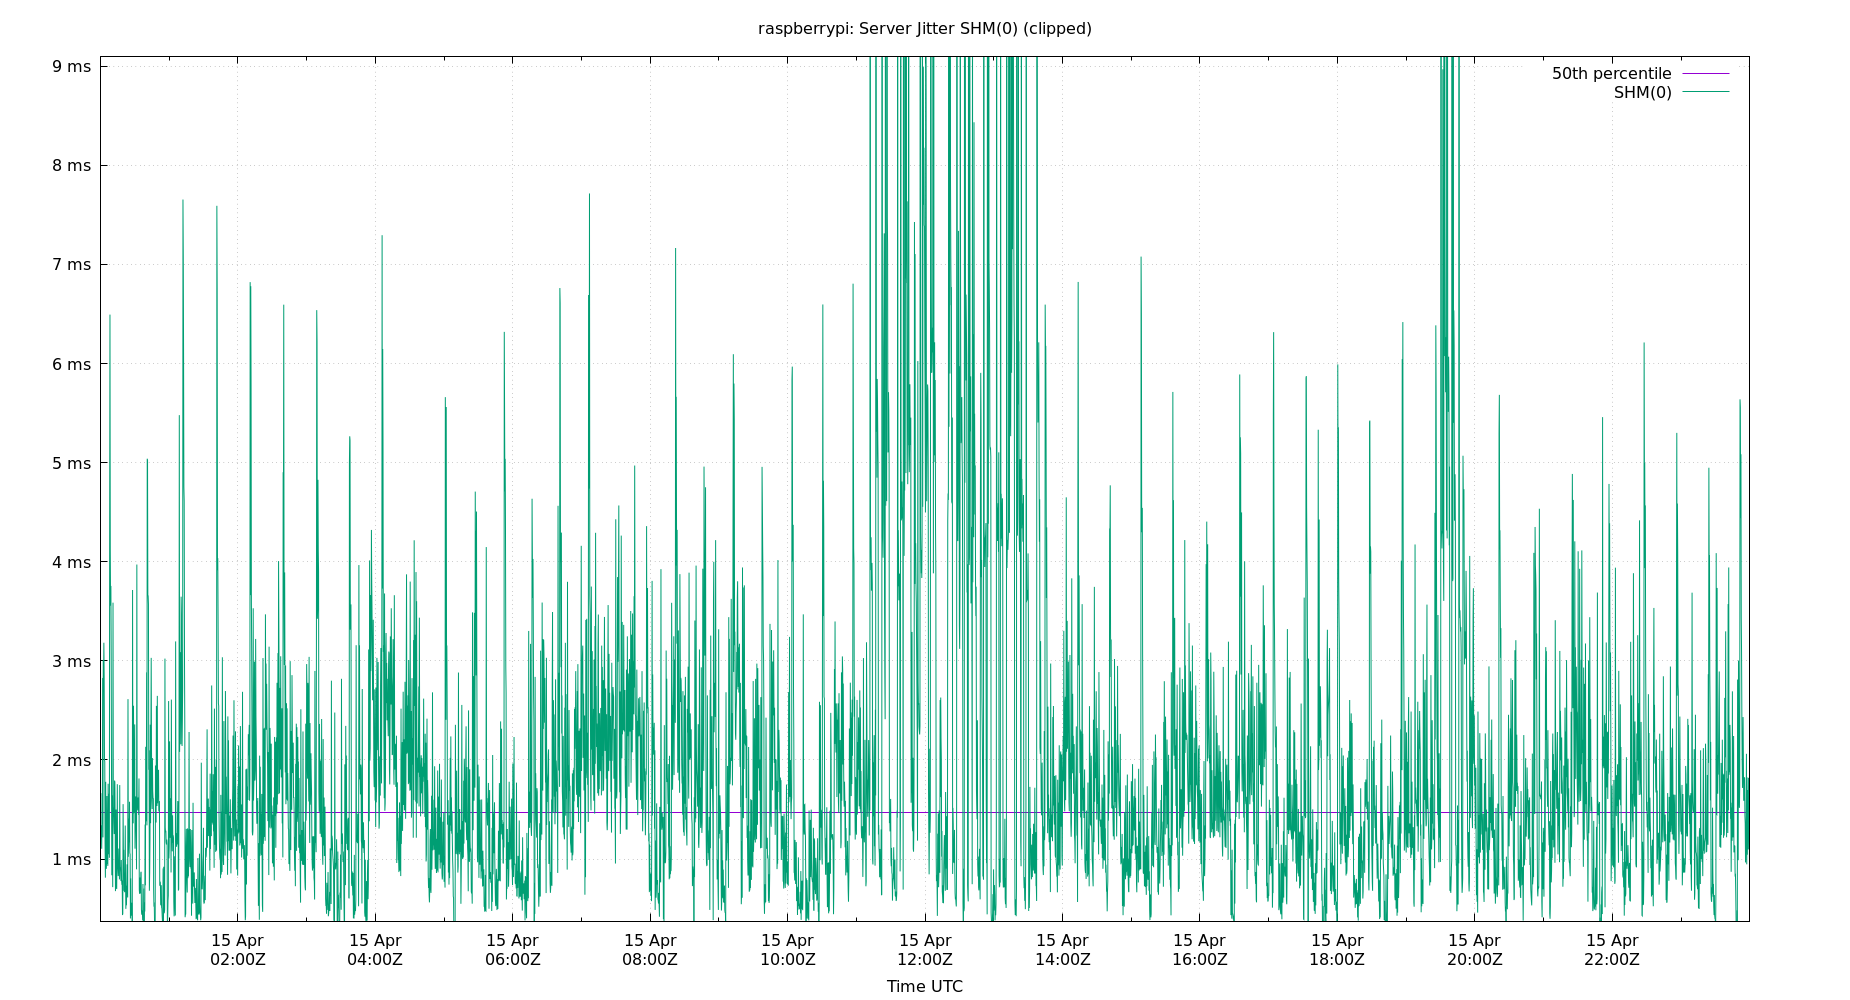 raspberrypi: Server Jitter SHM(0) (clipped)
50th percentile
SHM(0)
9 ms
8 ms
7 ms
6 ms
5 ms
4 ms
3 ms
2 ms
1 ms
15 Apr 15 Apr 15 Apr 15 Apr 15 Apr 15 Apr 15 Apr 15 Apr 15 Apr 15 Apr 15 Apr
02:00Z 04:00Z 06:00Z 08:00Z 10:00Z 12:00Z 14:00Z 16:00Z 18:00Z 20:00Z 22:00Z
Time UTC